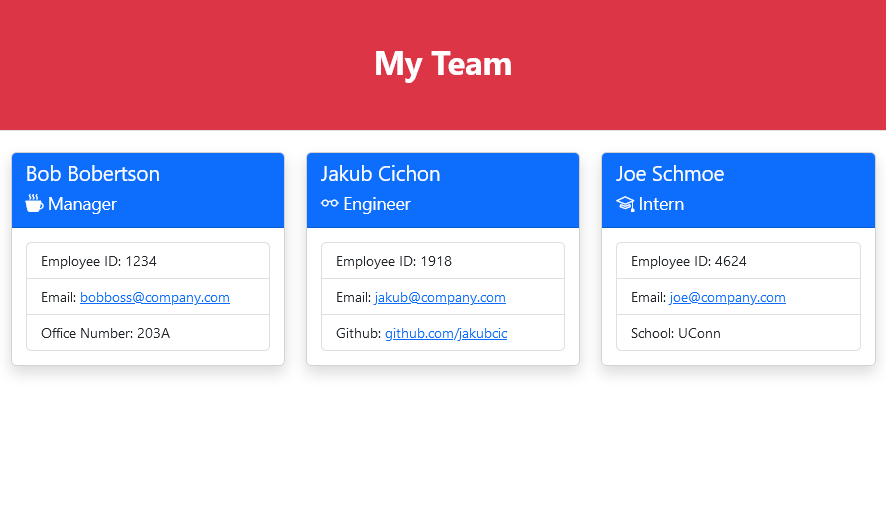 My Team
Bob Bobertson
Manager
Employee ID: 1234
Email: bobboss@company.com
Office Number: 203A
Jakub Cichon
Engineer
Employee ID: 1918
Email: jakub@company.com
Github: github.com/jakubcic
Joe Schmoe
Intern
Employee ID: 4624
Email: joe@company.com
School: UConn